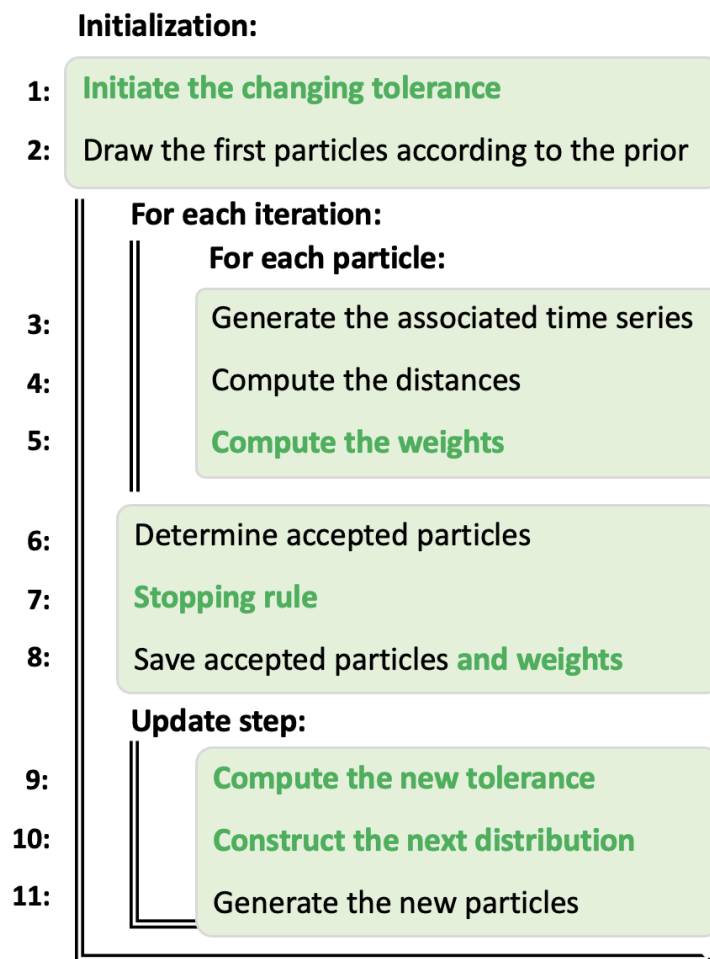 Initialization:
1: Initiate the changing tolerance
2: Draw the first particles according to the prior
For each iteration:
For each particle:
3: Generate the associated time series
4: Compute the distances
5: Compute the weights
6: Determine accepted particles
7: Stopping rule
8: Save accepted particles and weights
Update step:
9: Compute the new tolerance
10: Construct the next distribution
11: Generate the new particles